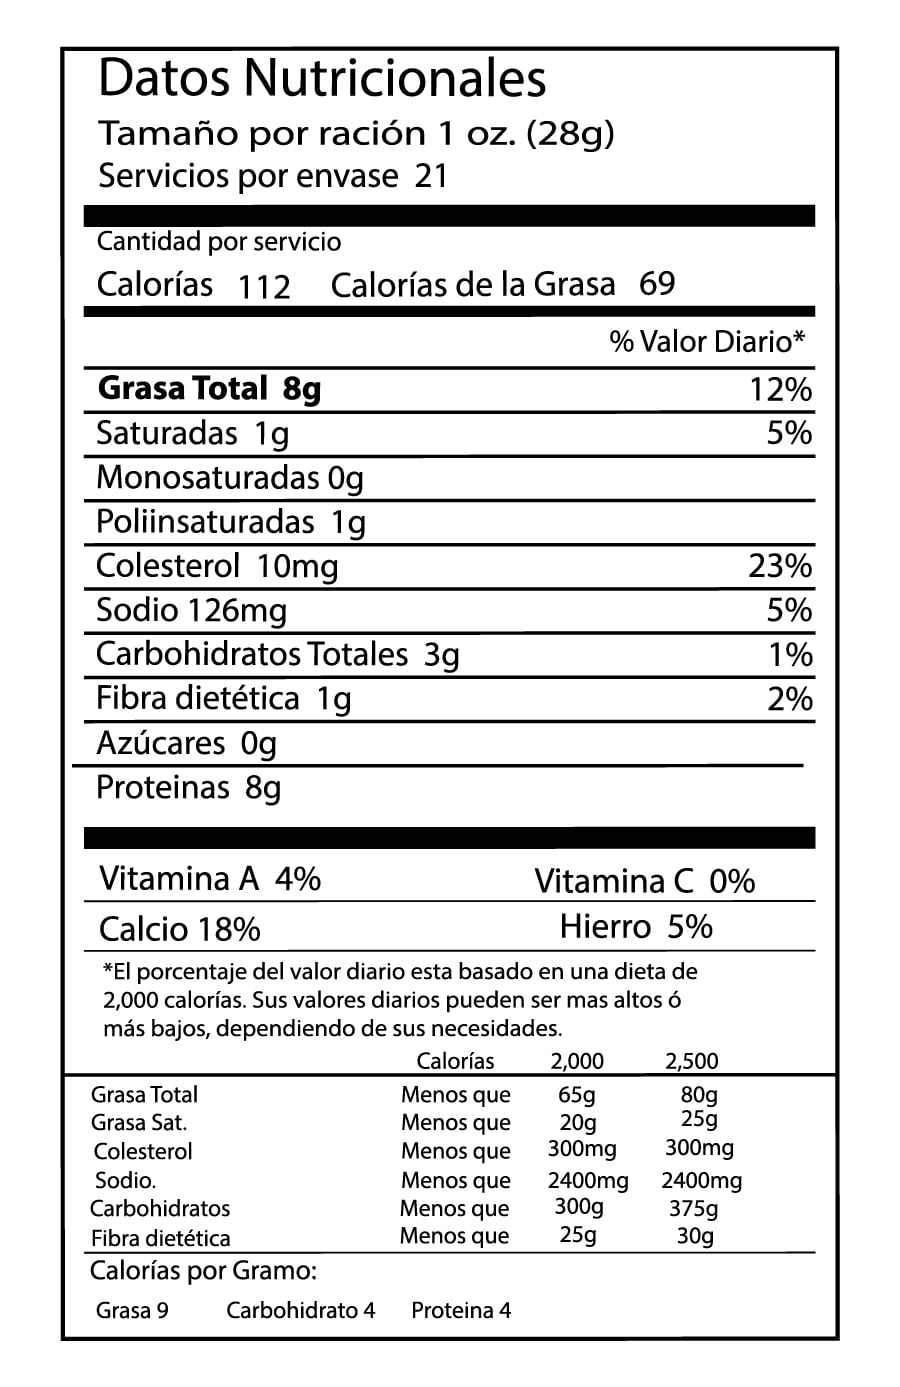 Datos Nutricionales
Tamaño por ración 1 oz. (28g)
Servicios por envase 21
Cantidad por servicio
Calorías 112 Calorías de la Grasa 69
% Valor Diario*
Grasa Total 8g 12%
Saturadas 1g 5%
Monosaturadas 0g
Poliinsaturadas 1g
Colesterol 10mg 23%
Sodio 126mg 5%
Carbohidratos Totales 3g 1%
Fibra dietética 1g 2%
Azúcares 0g
Proteinas 8g
Vitamina A 4% Vitamina C 0%
Calcio 18% Hierro 5%
*El porcentaje del valor diario esta basado en una dieta de
2,000 calorías. Sus valores diarios pueden ser mas altos ó
más bajos, dependiendo de sus necesidades.
Calorías 2,000 2,500
Grasa Total Menos que 65g 80g
Grasa Sat. Menos que 20g 25g
Colesterol Menos que 300mg 300mg
Sodio. Menos que 2400mg 2400mg
Carbohidratos Menos que 300g 375g
Fibra dietética Menos que 25g 30g
Calorías por Gramo:
Grasa 9 Carbohidrato 4 Proteina 4